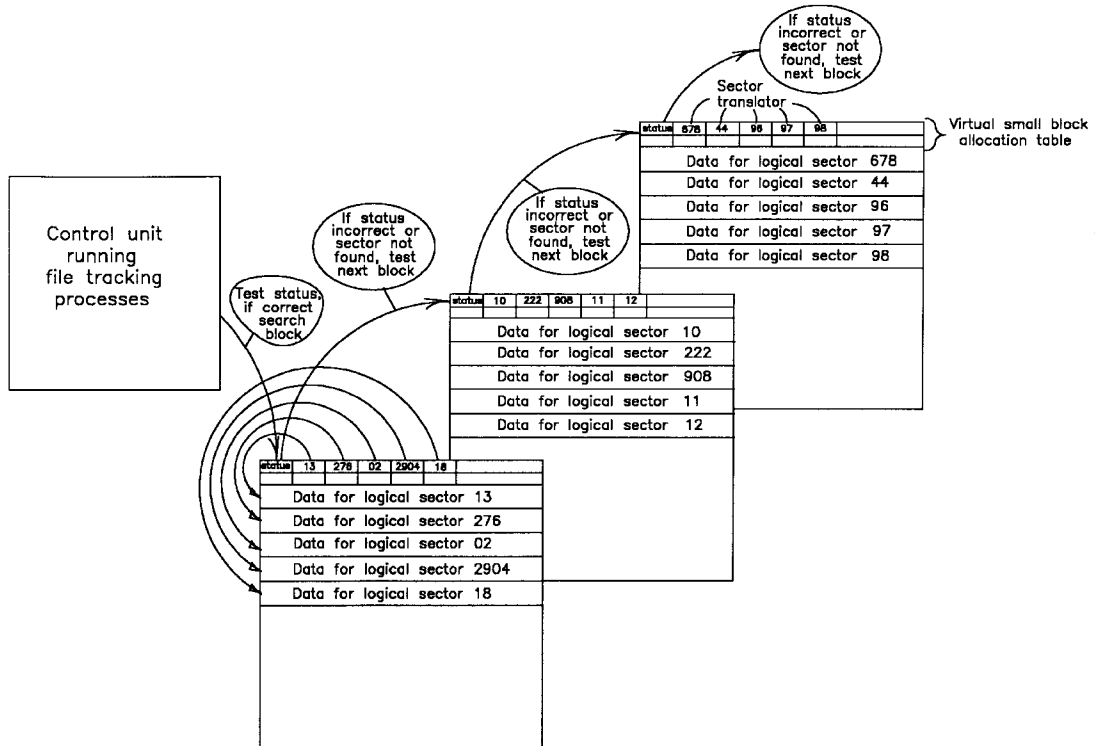 If status
incorrect or
sector not
found, test
next block
Sector
translator
status 678 44 96 97 98
Virtual small block
allocation table
Data for logical sector 678
Data for logical sector 44
Data for logical sector 96
Data for logical sector 97
Data for logical sector 98
If status
incorrect or
sector not
found, test
next block
If status
incorrect or
sector not
found, test
next block
Control unit
running
file tracking
processes
Test status,
if correct
search
block
status 10 222 908 11 12
Data for logical sector 10
Data for logical sector 222
Data for logical sector 908
Data for logical sector 11
Data for logical sector 12
status 13 276 02 2904 18
Data for logical sector 13
Data for logical sector 276
Data for logical sector 02
Data for logical sector 2904
Data for logical sector 18